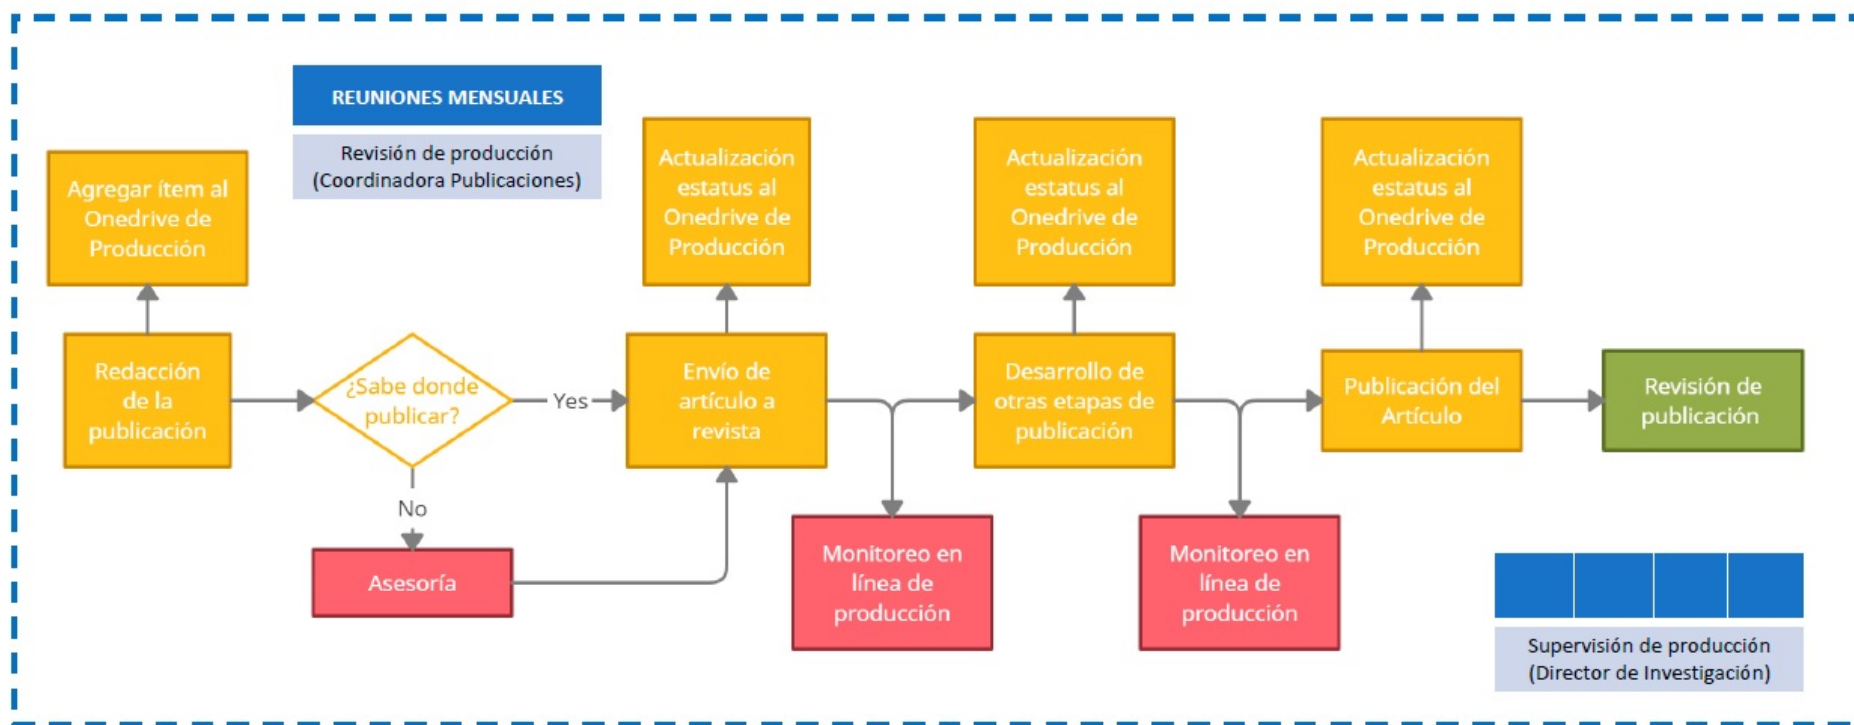 REUNIONES MENSUALES
Revisión de producción
(Coordinadora Publicaciones)
Agregar ítem al
Onedrive de
Producción
Actualización
estatus al
Onedrive de
Producción
Actualización
estatus al
Onedrive de
Producción
Actualización
estatus al
Onedrive de
Producción
Redacción
de la
publicación
¿Sabe donde
publicar?
Yes
Envío de
artículo a
revista
Desarrollo de
otras etapas de
publicación
Publicación del
Artículo
Revisión de
publicación
No
Asesoría
Monitoreo en
línea de
producción
Monitoreo en
línea de
producción
Supervisión de producción
(Director de Investigación)